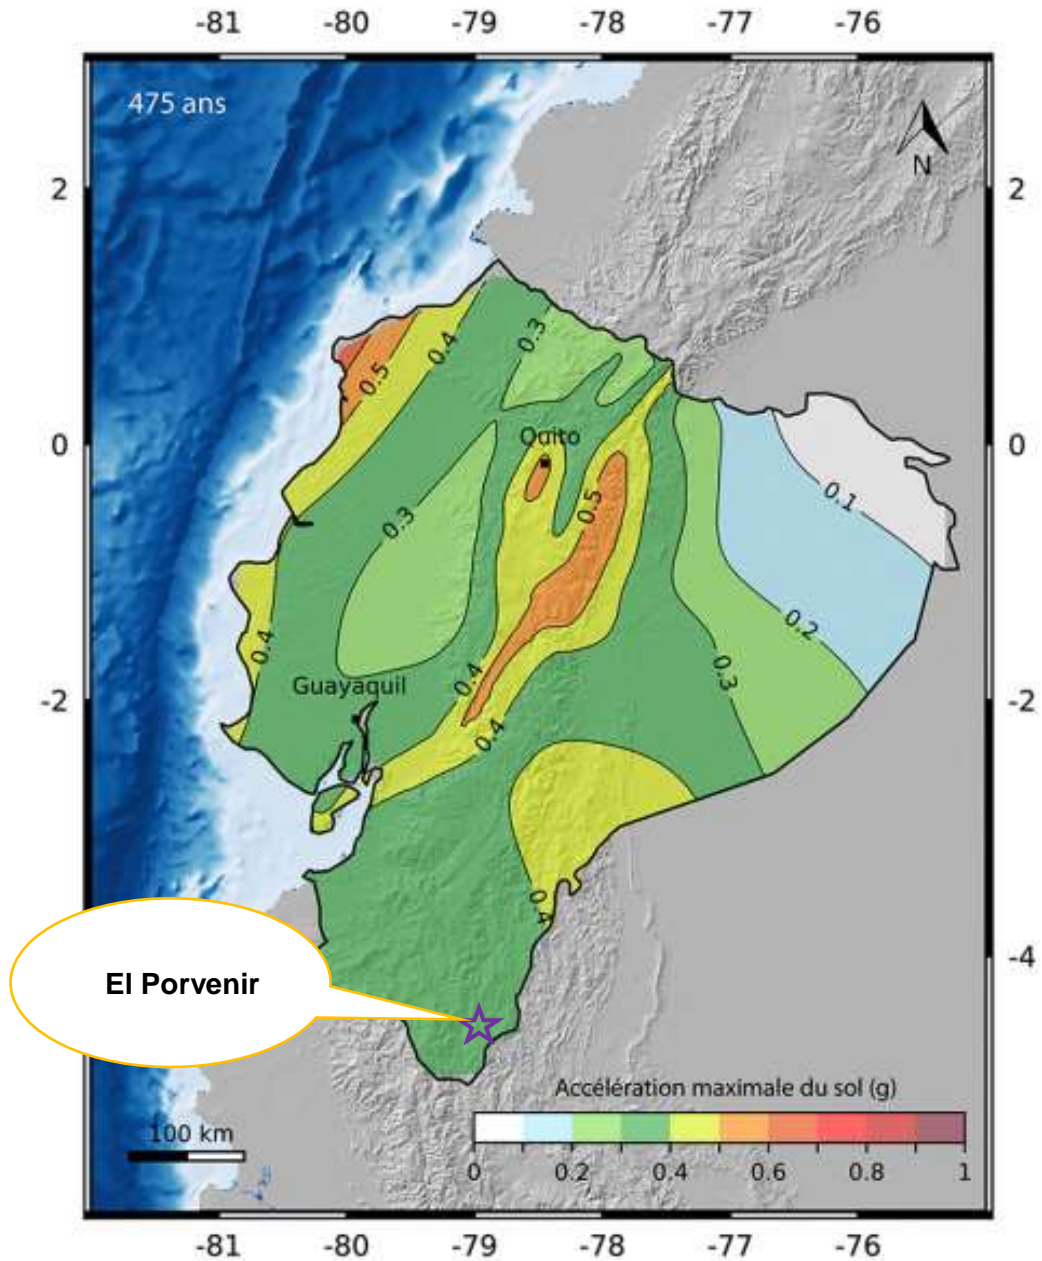 -81 -80 -79 -78 -77 -76
475 ans
N
2 2
0.3
0.4
0.5
Quito
0 0
0.1
0.5
0.3
0.2
0.4
0.3
0.4
Guayaquil
-2 -2
0.4
0.4
-4
El Porvenir
Accélération maximale du sol (g)
100 km
0 0.2 0.4 0.6 0.8 1
-81 -80 -79 -78 -77 -76